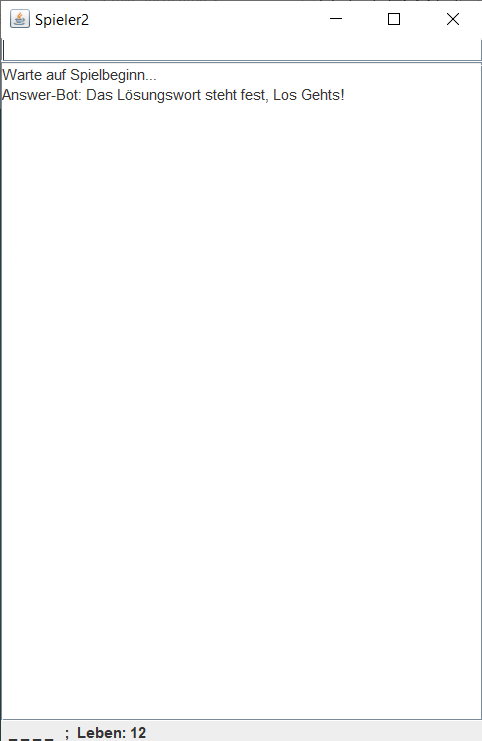 Spieler2
Warte auf Spielbeginn...
Answer-Bot: Das Lösungswort steht fest, Los Gehts!
_ _ _ _ ; Leben: 12